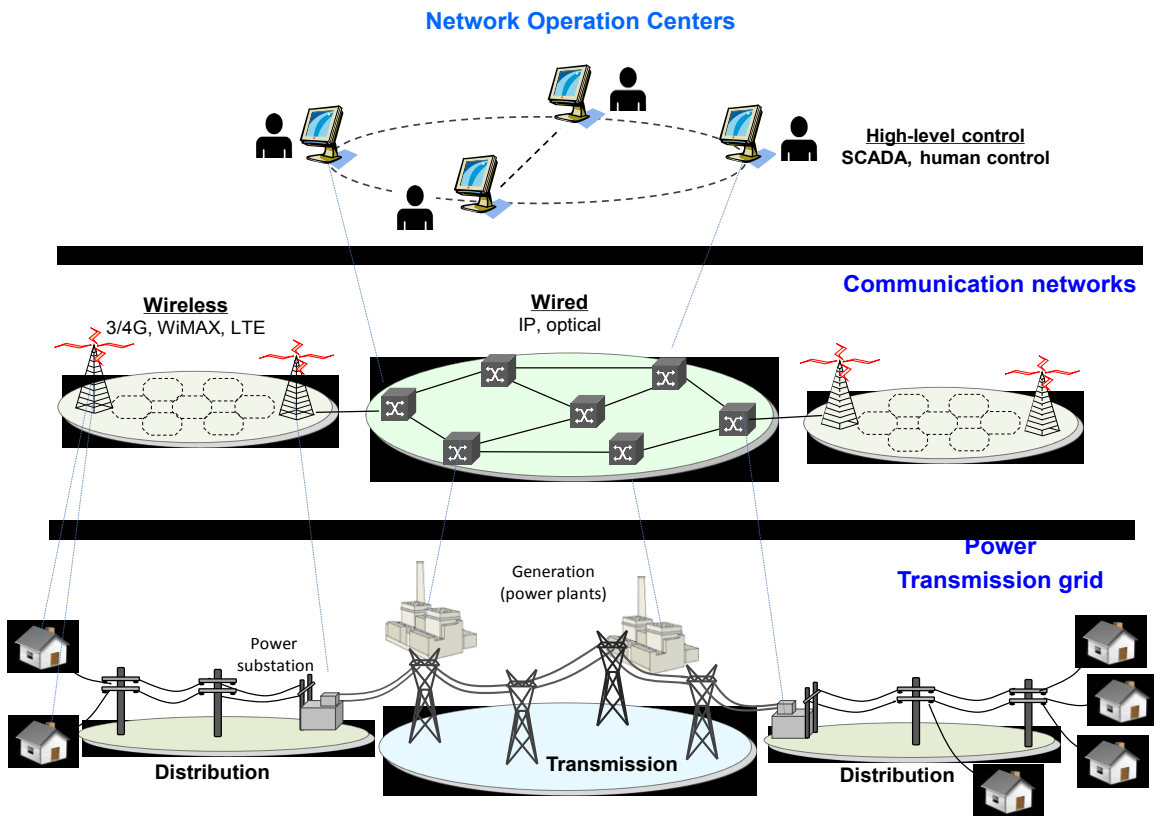 Network Operation Centers
High-level control
SCADA, human control
Communication networks
Wireless
3/4G, WiMAX, LTE
Wired
IP, optical
Power
Transmission grid
Generation
(power plants)
Power
substation
Distribution
Transmission
Distribution